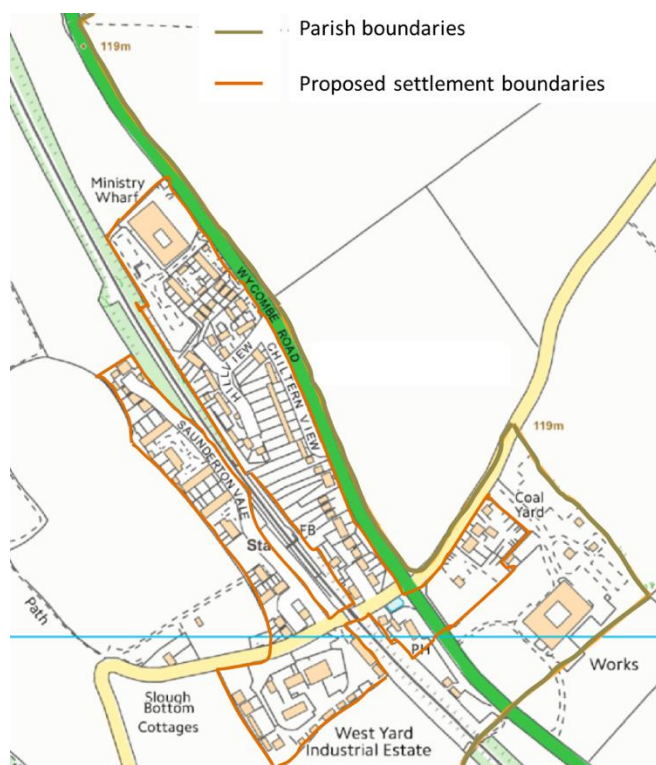 Parish boundaries
Proposed settlement boundaries
119m
Ministry
Wharf
WYCOMBE ROAD
HILLVIEW
CHILTERN VIEW
SAUNDERTON VALE
119m
Coal
Yard
FB
Sta
Path
PH
Works
Slough
Bottom
Cottages
West Yard
Industrial Estate